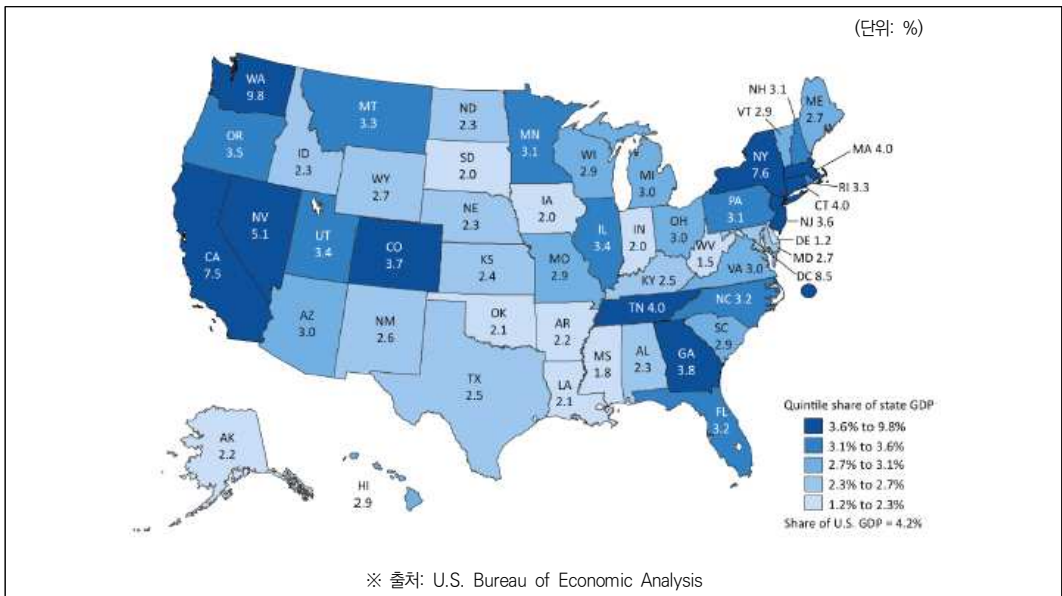 (단위: %)
WA
9.8
MT
3.3
ND
2.3
MN
3.1
NH 3.1
VT 2.9
ME
2.7
OR
3.5
ID
2.3
WY
2.7
SD
2.0
WI
2.9
MI
3.0
NY
7.6
MA 4.0
RI 3.3
CT 4.0
NJ 3.6
DE 1.2
MD 2.7
DC 8.5
CA
7.5
NV
5.1
UT
3.4
CO
3.7
NE
2.3
IA
2.0
IL
3.4
IN
2.0
OH
3.0
PA
3.1
WV
1.5
VA 3.0
KS
2.4
MO
2.9
KY 2.5
AZ
3.0
NM
2.6
OK
2.1
AR
2.2
TN 4.0
NC 3.2
SC
2.9
TX
2.5
LA
2.1
MS
1.8
AL
2.3
GA
3.8
FL
3.2
AK
2.2
HI
2.9
Quintile share of state GDP
3.6% to 9.8%
3.1% to 3.6%
2.7% to 3.1%
2.3% to 2.7%
1.2% to 2.3%
Share of U.S. GDP = 4.2%
※ 출처: U.S. Bureau of Economic Analysis